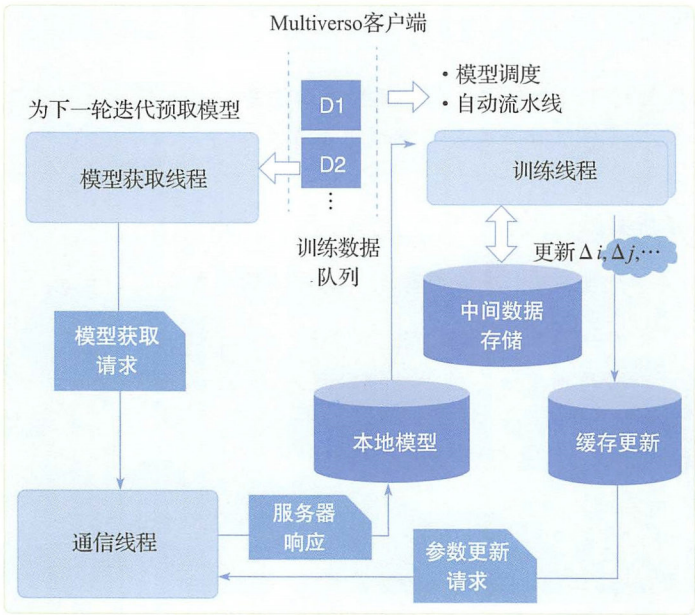 Multiverso客户端
D1
·模型调度
·自动流水线
为下一轮迭代预取模型
D2
⋮
模型获取线程
训练线程
训练数据
队列
更新Δi,Δj,…
中间数据
存储
模型获取
请求
本地模型
缓存更新
服务器
响应
通信线程
参数更新
请求